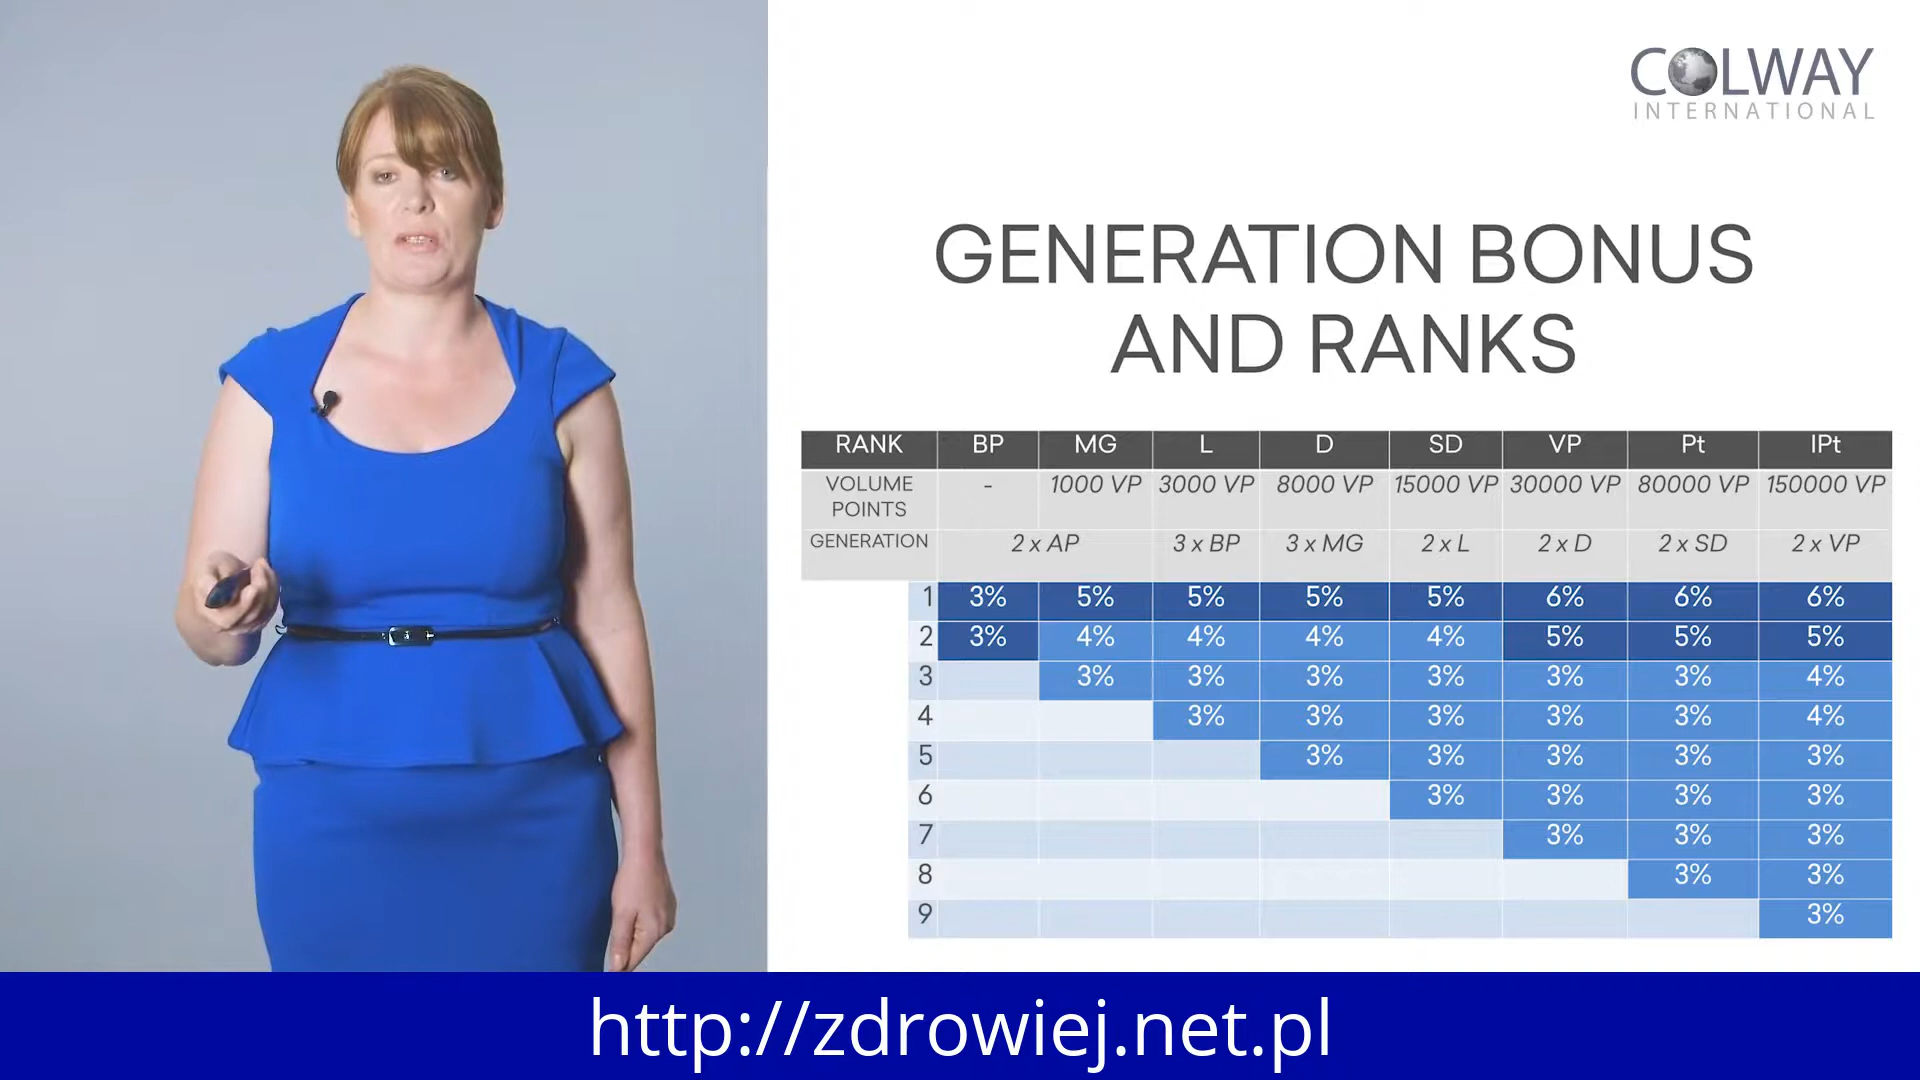 COLWAY
INTERNATIONAL
GENERATION BONUS
AND RANKS
RANK BP MG L D SD VP Pt IPt
VOLUME POINTS - 1000 VP 3000 VP 8000 VP 15000 VP 30000 VP 80000 VP 150000 VP
GENERATION 2 x AP 3 x BP 3 x MG 2 x L 2 x D 2 x SD 2 x VP
1 3% 5% 5% 5% 5% 6% 6% 6%
2 3% 4% 4% 4% 4% 5% 5% 5%
3 3% 3% 3% 3% 3% 3% 4%
4 3% 3% 3% 3% 3% 4%
5 3% 3% 3% 3% 3%
6 3% 3% 3% 3%
7 3% 3% 3%
8 3% 3%
9 3%
http://zdrowiej.net.pl